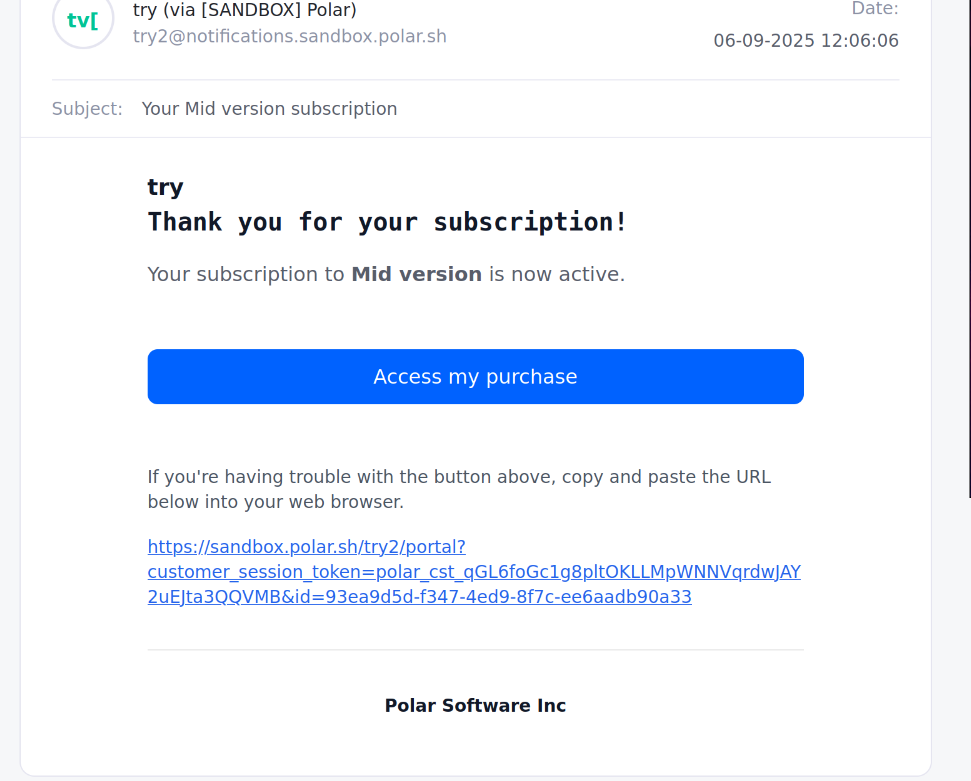 try (via [SANDBOX] Polar)
Date:
tv[
try2@notifications.sandbox.polar.sh
06-09-2025 12:06:06
Subject: Your Mid version subscription
try
Thank you for your subscription!
Your subscription to Mid version is now active.
Access my purchase
If you're having trouble with the button above, copy and paste the URL
below into your web browser.
https://sandbox.polar.sh/try2/portal?
customer_session_token=polar_cst_qGL6foGc1g8pltOKLLMpWNNVqrdwJAY
2uEJta3QQVMB&id=93ea9d5d-f347-4ed9-8f7c-ee6aadb90a33
Polar Software Inc